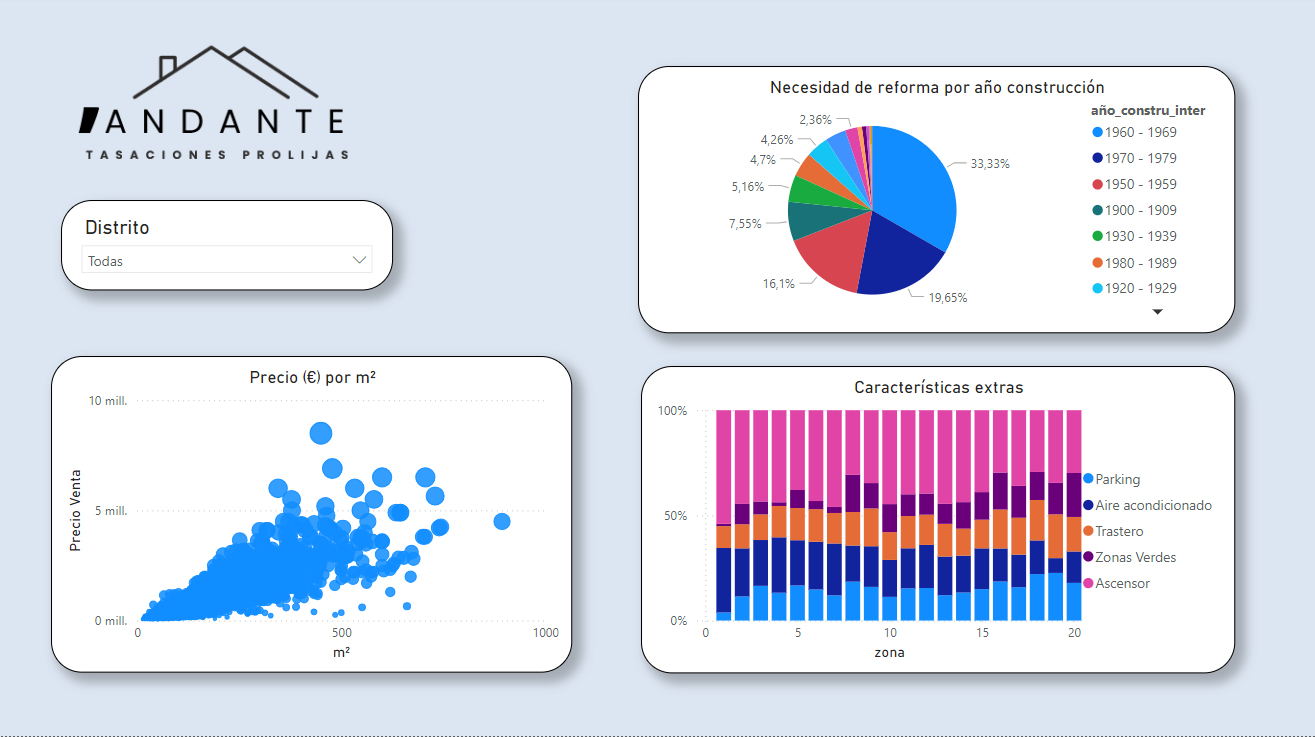 ANDANTE
TASACIONES PROLIJAS
Distrito
Todas
Necesidad de reforma por año construcción
2,36%
4,26%
4,7%
5,16%
7,55%
16,1%
19,65%
33,33%
año_constru_inter
1960 - 1969
1970 - 1979
1950 - 1959
1900 - 1909
1930 - 1939
1980 - 1989
1920 - 1929
Precio (€) por m²
Precio Venta
10 mill.
5 mill.
0 mill.
0 500 1000
m²
Características extras
100%
50%
0%
0 5 10 15 20
zona
Parking
Aire acondicionado
Trastero
Zonas Verdes
Ascensor